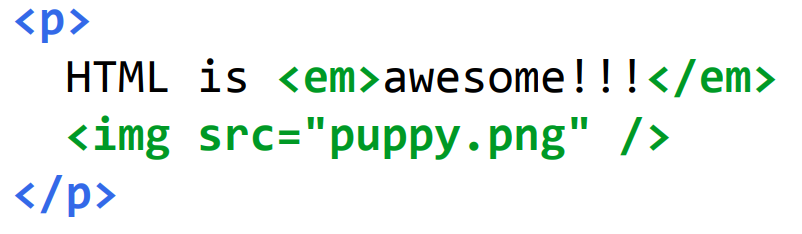 <p>
HTML is <em>awesome!!!</em>
<img src="puppy.png" />
</p>